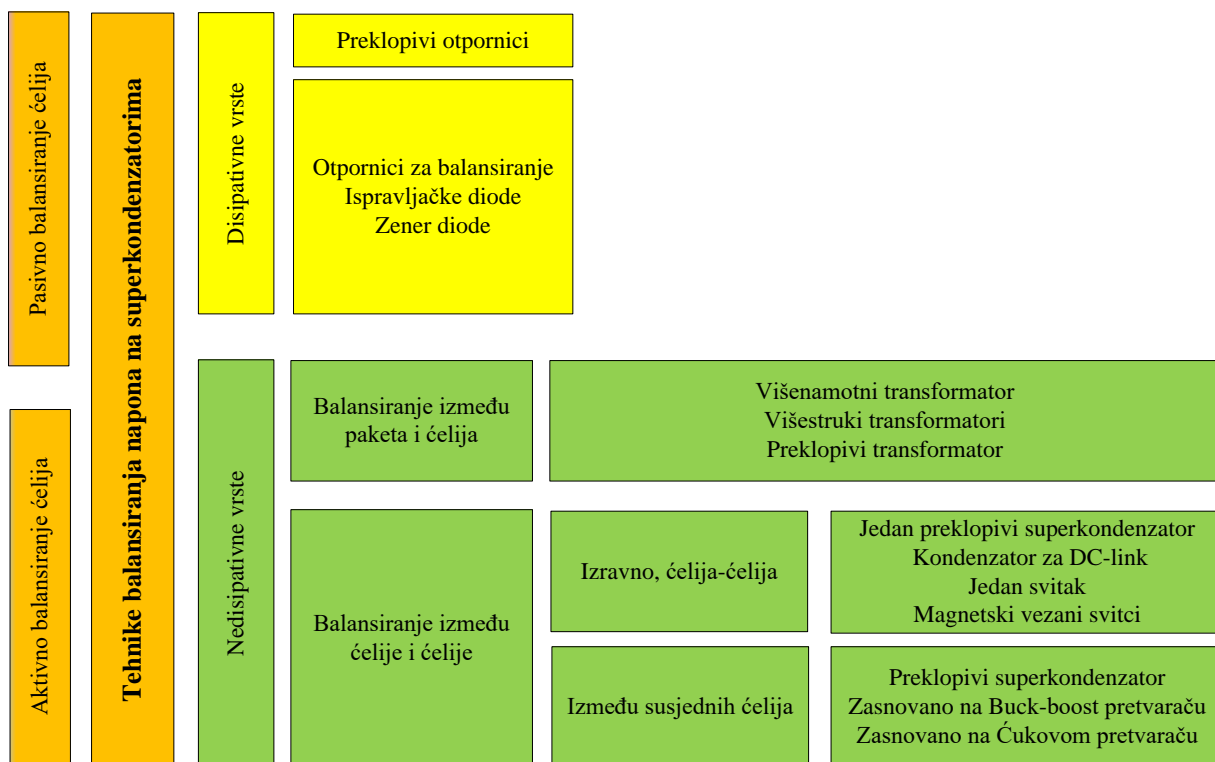 Pasivno balansiranje ćelija
Aktivno balansiranje ćelija
Tehnike balansiranja napona na superkondenzatorima
Disipativne vrste
Preklopivi otpornici
Otpornici za balansiranje
Ispravljačke diode
Zener diode
Nedisipativne vrste
Balansiranje između
paketa i ćelija
Višenamotni transformator
Višestruki transformatori
Preklopivi transformator
Balansiranje između
ćelije i ćelije
Izravno, ćelija-ćelija
Jedan preklopivi superkondenzator
Kondenzator za DC-link
Jedan svitak
Magnetski vezani svitci
Između susjednih ćelija
Preklopivi superkondenzator
Zasnovano na Buck-boost pretvaraču
Zasnovano na Ćukovom pretvaraču